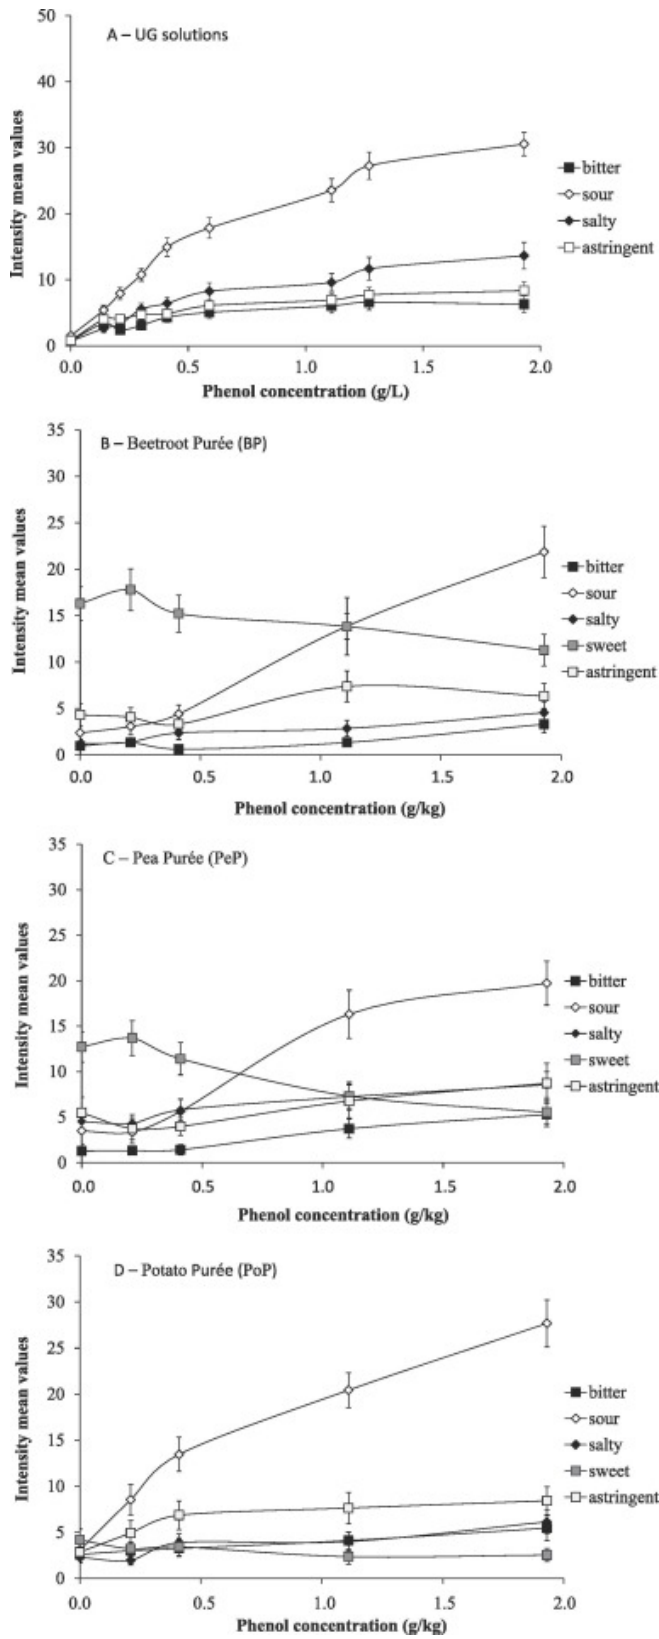 A – UG solutions
50
40
30
20
10
0
Intensity mean values
0.0 0.5 1.0 1.5 2.0
Phenol concentration (g/L)
bitter
sour
salty
astringent
B – Beetroot Purée (BP)
35
30
25
20
15
10
5
0
Intensity mean values
0.0 0.5 1.0 1.5 2.0
Phenol concentration (g/kg)
bitter
sour
salty
sweet
astringent
C – Pea Purée (PeP)
35
30
25
20
15
10
5
0
Intensity mean values
0.0 0.5 1.0 1.5 2.0
Phenol concentration (g/kg)
bitter
sour
salty
sweet
astringent
D – Potato Purée (PoP)
35
30
25
20
15
10
5
0
Intensity mean values
0.0 0.5 1.0 1.5 2.0
Phenol concentration (g/kg)
bitter
sour
salty
sweet
astringent